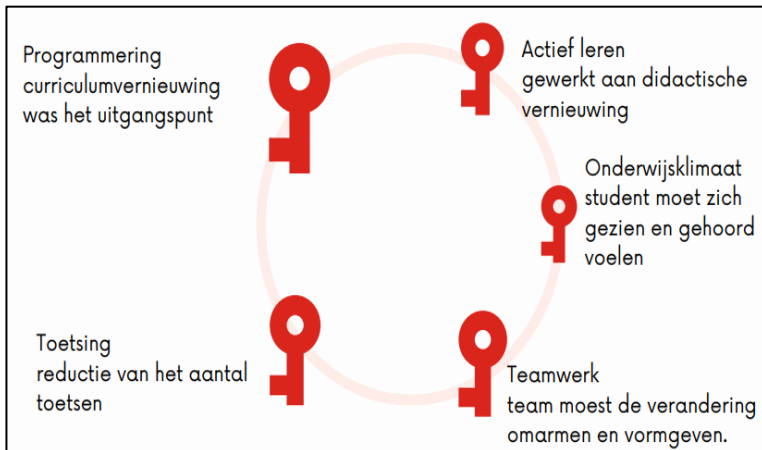 Programmering
curriculumvernieuwing
was het uitgangspunt
Actief leren
gewerkt aan didactische
vernieuwing
Onderwijsklimaat
student moet zich
gezien en gehoord
voelen
Toetsing
reductie van het aantal
toetsen
Teamwerk
team moest de verandering
omarmen en vormgeven.